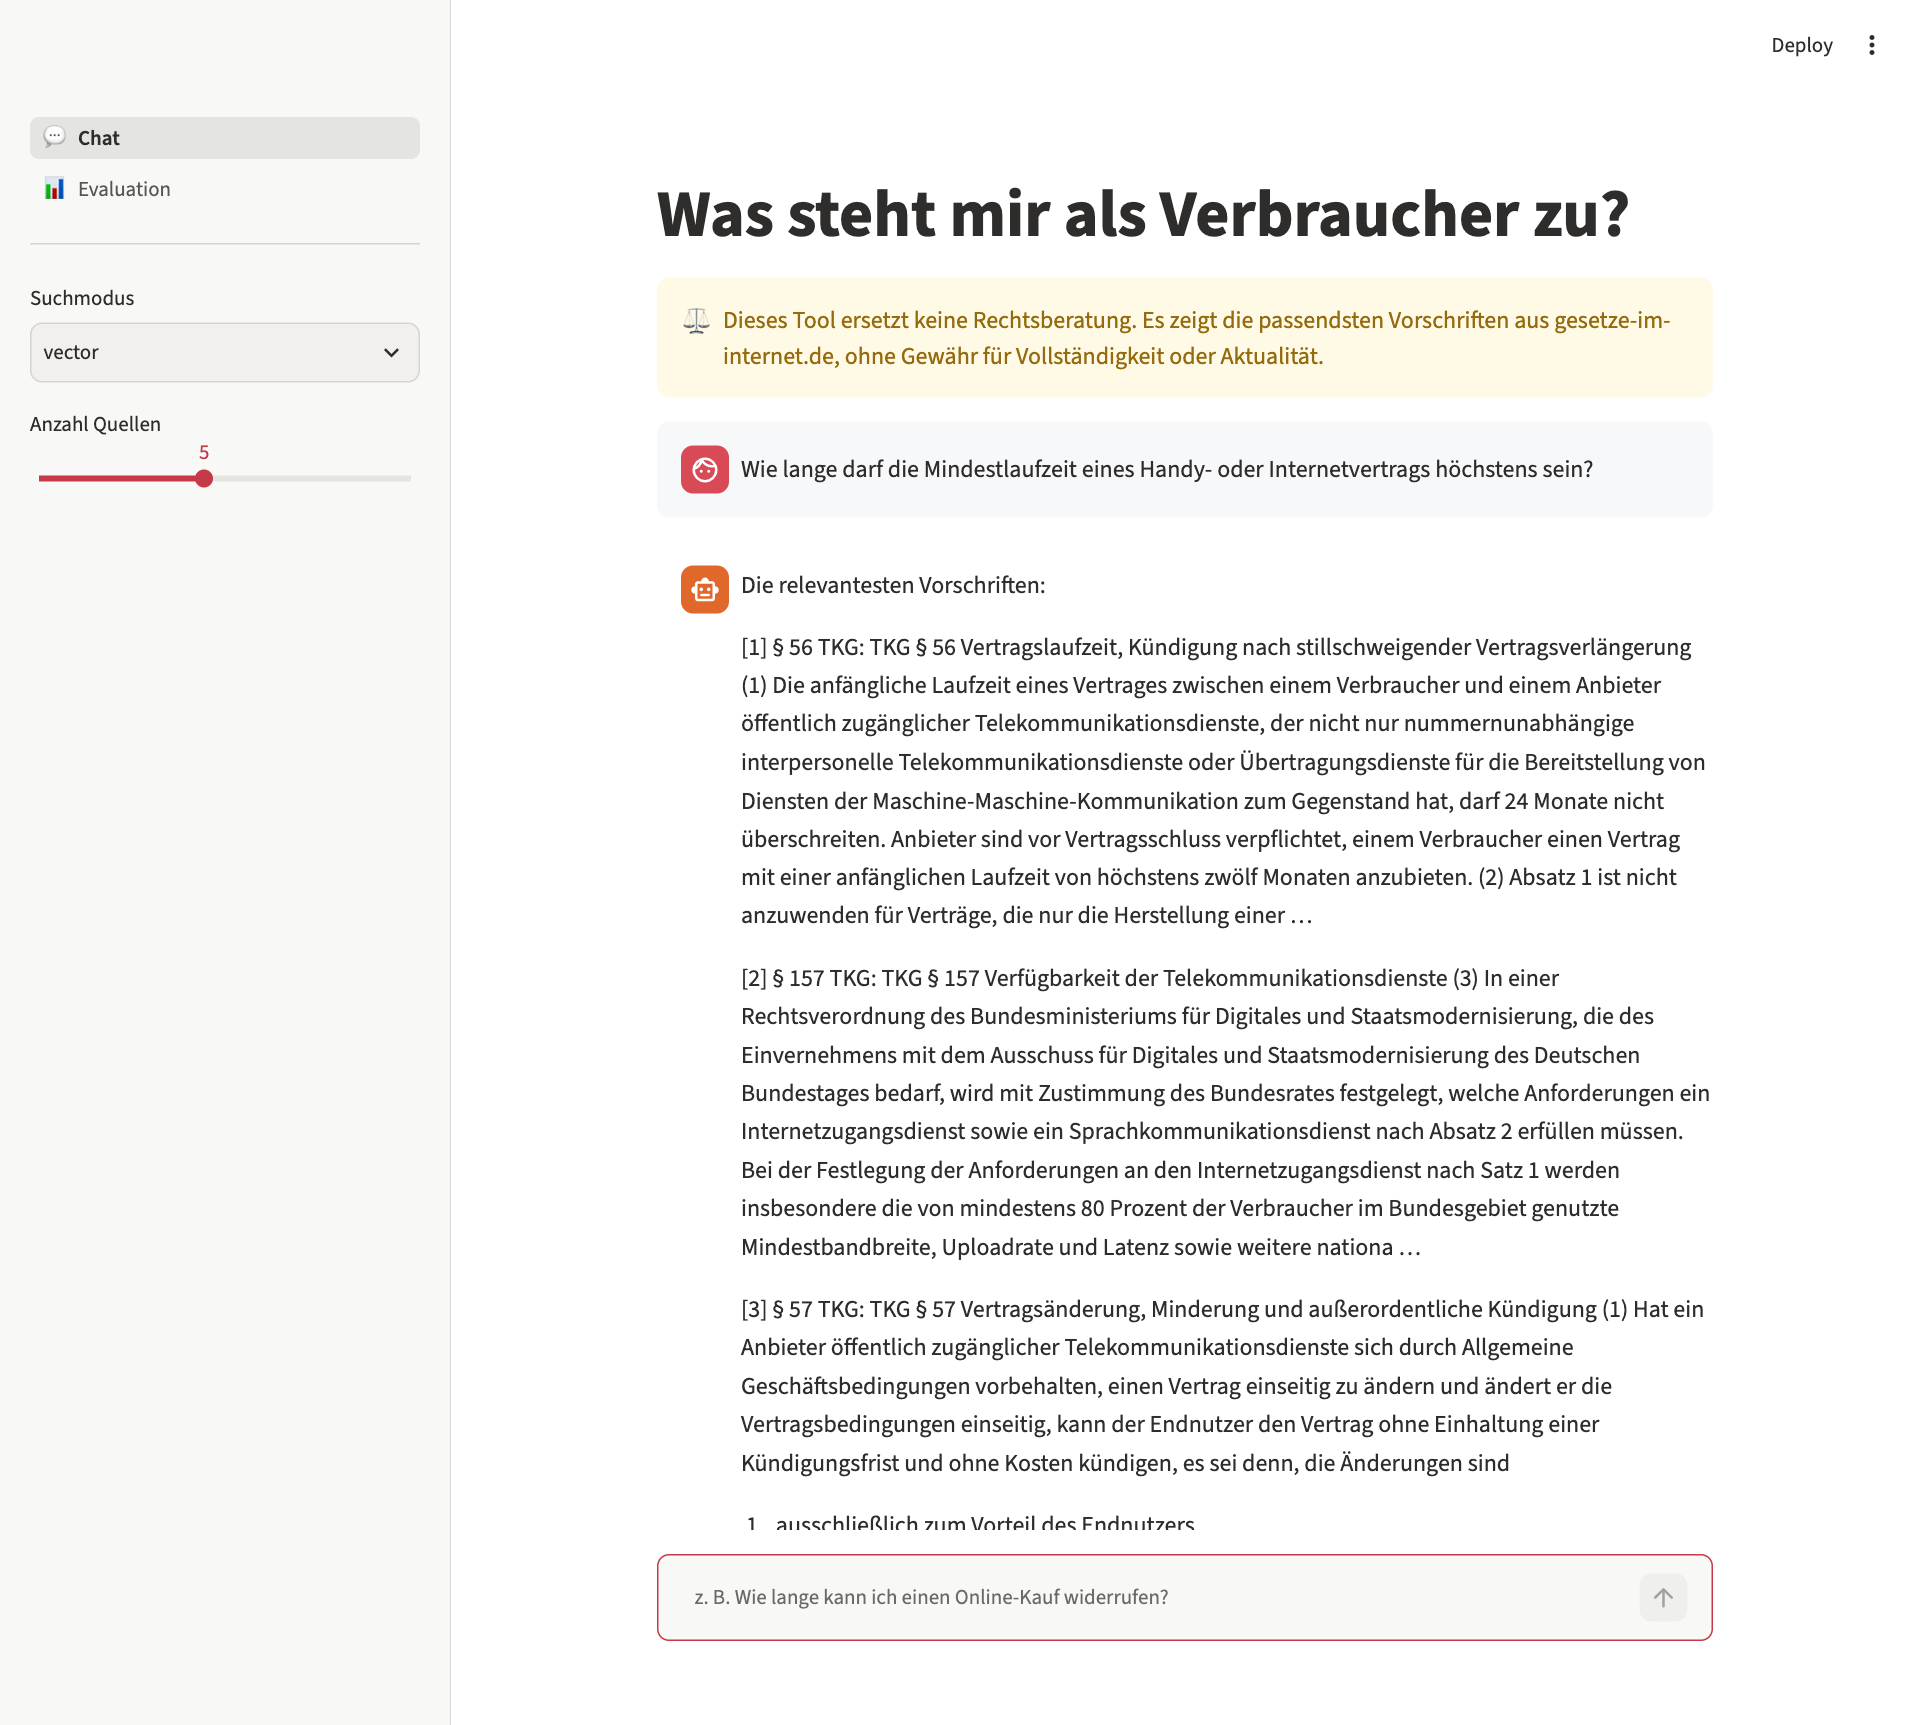 Deploy
Chat
Evaluation
Suchmodus
vector
Anzahl Quellen
5
Was steht mir als Verbraucher zu?
Dieses Tool ersetzt keine Rechtsberatung. Es zeigt die passendsten Vorschriften aus gesetze-im-
internet.de, ohne Gewähr für Vollständigkeit oder Aktualität.
Wie lange darf die Mindestlaufzeit eines Handy- oder Internetvertrags höchstens sein?
Die relevantesten Vorschriften:
[1] § 56 TKG: TKG § 56 Vertragslaufzeit, Kündigung nach stillschweigender Vertragsverlängerung
(1) Die anfängliche Laufzeit eines Vertrages zwischen einem Verbraucher und einem Anbieter
öffentlich zugänglicher Telekommunikationsdienste, der nicht nur nummernunabhängige
interpersonelle Telekommunikationsdienste oder Übertragungsdienste für die Bereitstellung von
Diensten der Maschine-Maschine-Kommunikation zum Gegenstand hat, darf 24 Monate nicht
überschreiten. Anbieter sind vor Vertragsschluss verpflichtet, einem Verbraucher einen Vertrag
mit einer anfänglichen Laufzeit von höchstens zwölf Monaten anzubieten. (2) Absatz 1 ist nicht
anzuwenden für Verträge, die nur die Herstellung einer …
[2] § 157 TKG: TKG § 157 Verfügbarkeit der Telekommunikationsdienste (3) In einer
Rechtsverordnung des Bundesministeriums für Digitales und Staatsmodernisierung, die des
Einvernehmens mit dem Ausschuss für Digitales und Staatsmodernisierung des Deutschen
Bundestages bedarf, wird mit Zustimmung des Bundesrates festgelegt, welche Anforderungen ein
Internetzugangsdienst sowie ein Sprachkommunikationsdienst nach Absatz 2 erfüllen müssen.
Bei der Festlegung der Anforderungen an den Internetzugangsdienst nach Satz 1 werden
insbesondere die von mindestens 80 Prozent der Verbraucher im Bundesgebiet genutzte
Mindestbandbreite, Uploadrate und Latenz sowie weitere nationa …
[3] § 57 TKG: TKG § 57 Vertragsänderung, Minderung und außerordentliche Kündigung (1) Hat ein
Anbieter öffentlich zugänglicher Telekommunikationsdienste sich durch Allgemeine
Geschäftsbedingungen vorbehalten, einen Vertrag einseitig zu ändern und ändert er die
Vertragsbedingungen einseitig, kann der Endnutzer den Vertrag ohne Einhaltung einer
Kündigungsfrist und ohne Kosten kündigen, es sei denn, die Änderungen sind
1 ausschließlich zum Vorteil des Endnutzers
z. B. Wie lange kann ich einen Online-Kauf widerrufen?